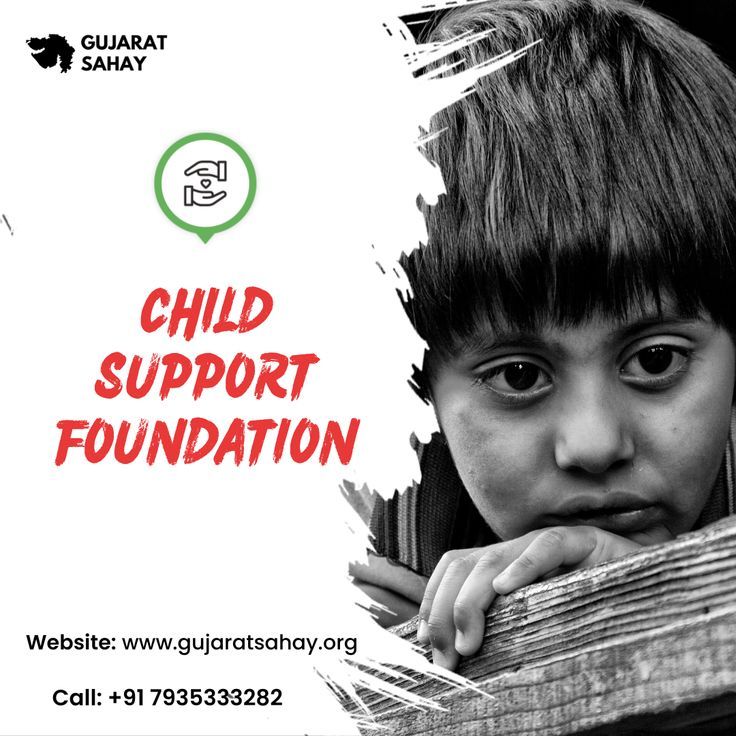 GUJARAT
SAHAY
CHILD
SUPPORT
FOUNDATION
Website: www.gujaratsahay.org
Call: +91 7935333282